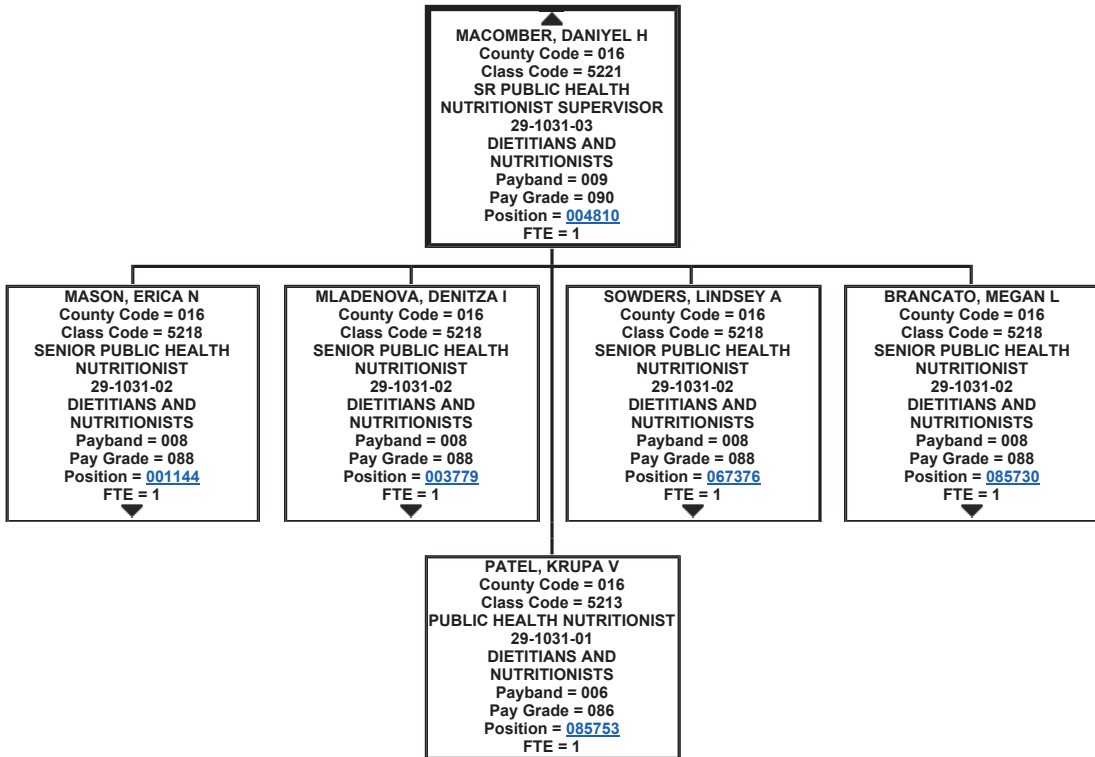 MACOMBER, DANIYEL H
County Code = 016
Class Code = 5221
SR PUBLIC HEALTH
NUTRITIONIST SUPERVISOR
29-1031-03
DIETITIANS AND
NUTRITIONISTS
Payband = 009
Pay Grade = 090
Position = 004810
FTE = 1
MASON, ERICA N
County Code = 016
Class Code = 5218
SENIOR PUBLIC HEALTH
NUTRITIONIST
29-1031-02
DIETITIANS AND
NUTRITIONISTS
Payband = 008
Pay Grade = 088
Position = 001144
FTE = 1
MLADENOVA, DENITZA I
County Code = 016
Class Code = 5218
SENIOR PUBLIC HEALTH
NUTRITIONIST
29-1031-02
DIETITIANS AND
NUTRITIONISTS
Payband = 008
Pay Grade = 088
Position = 003779
FTE = 1
SOWDERS, LINDSEY A
County Code = 016
Class Code = 5218
SENIOR PUBLIC HEALTH
NUTRITIONIST
29-1031-02
DIETITIANS AND
NUTRITIONISTS
Payband = 008
Pay Grade = 088
Position = 067376
FTE = 1
BRANCATO, MEGAN L
County Code = 016
Class Code = 5218
SENIOR PUBLIC HEALTH
NUTRITIONIST
29-1031-02
DIETITIANS AND
NUTRITIONISTS
Payband = 008
Pay Grade = 088
Position = 085730
FTE = 1
PATEL, KRUPA V
County Code = 016
Class Code = 5213
PUBLIC HEALTH NUTRITIONIST
29-1031-01
DIETITIANS AND
NUTRITIONISTS
Payband = 006
Pay Grade = 086
Position = 085753
FTE = 1